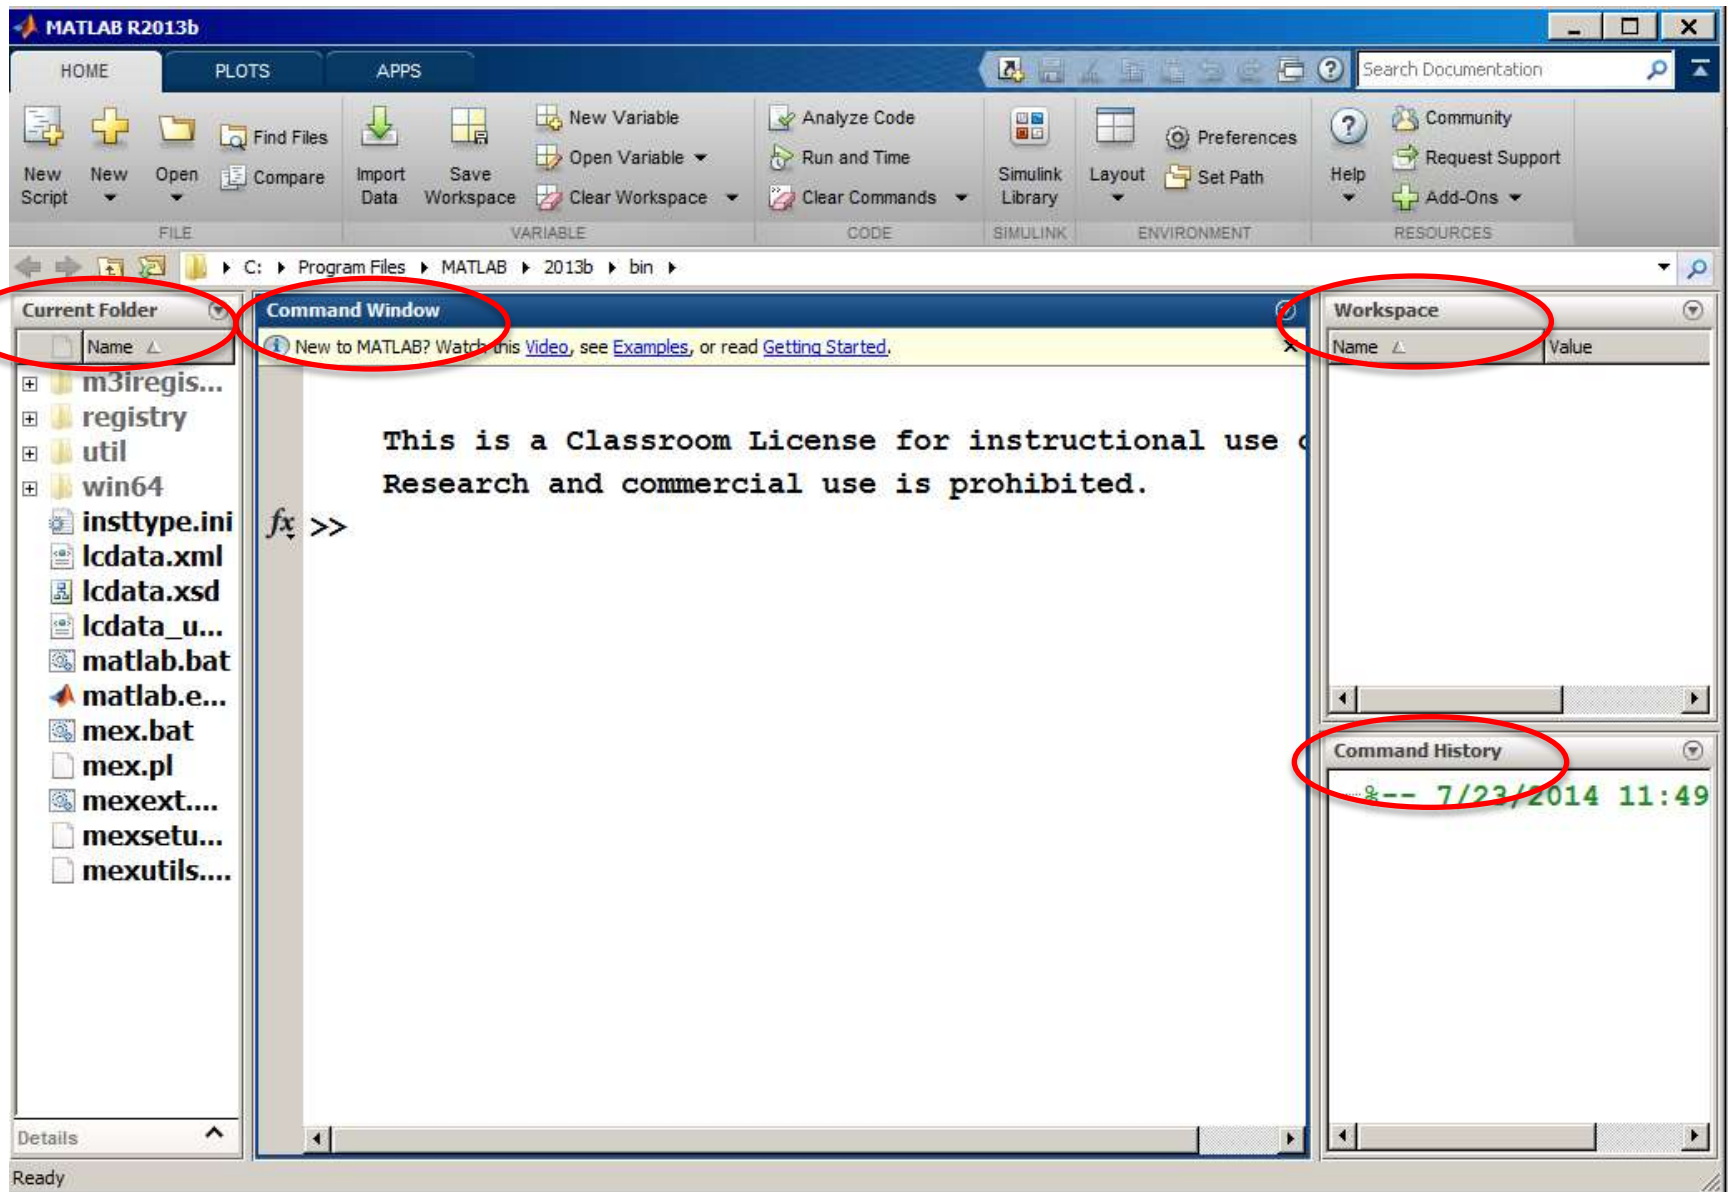 MATLAB R2013b
HOME PLOTS APPS
Search Documentation
New Script
New
Open
Find Files
Compare
FILE
Import Data
Save Workspace
New Variable
Open Variable
Clear Workspace
VARIABLE
Analyze Code
Run and Time
Clear Commands
CODE
Simulink Library
SIMULINK
Layout
Preferences
Set Path
ENVIRONMENT
Help
Community
Request Support
Add-Ons
RESOURCES
C: Program Files MATLAB 2013b bin
Current Folder
Name
m3iregis...
registry
util
win64
insttype.ini
lcdata.xml
lcdata.xsd
lcdata_u...
matlab.bat
matlab.e...
mex.bat
mex.pl
mexext....
mexsetu...
mexutils....
Details
Command Window
New to MATLAB? Watch this Video, see Examples, or read Getting Started.
This is a Classroom License for instructional use
Research and commercial use is prohibited.
fx >>
Workspace
Name Value
Command History
%-- 7/23/2014 11:49
Ready